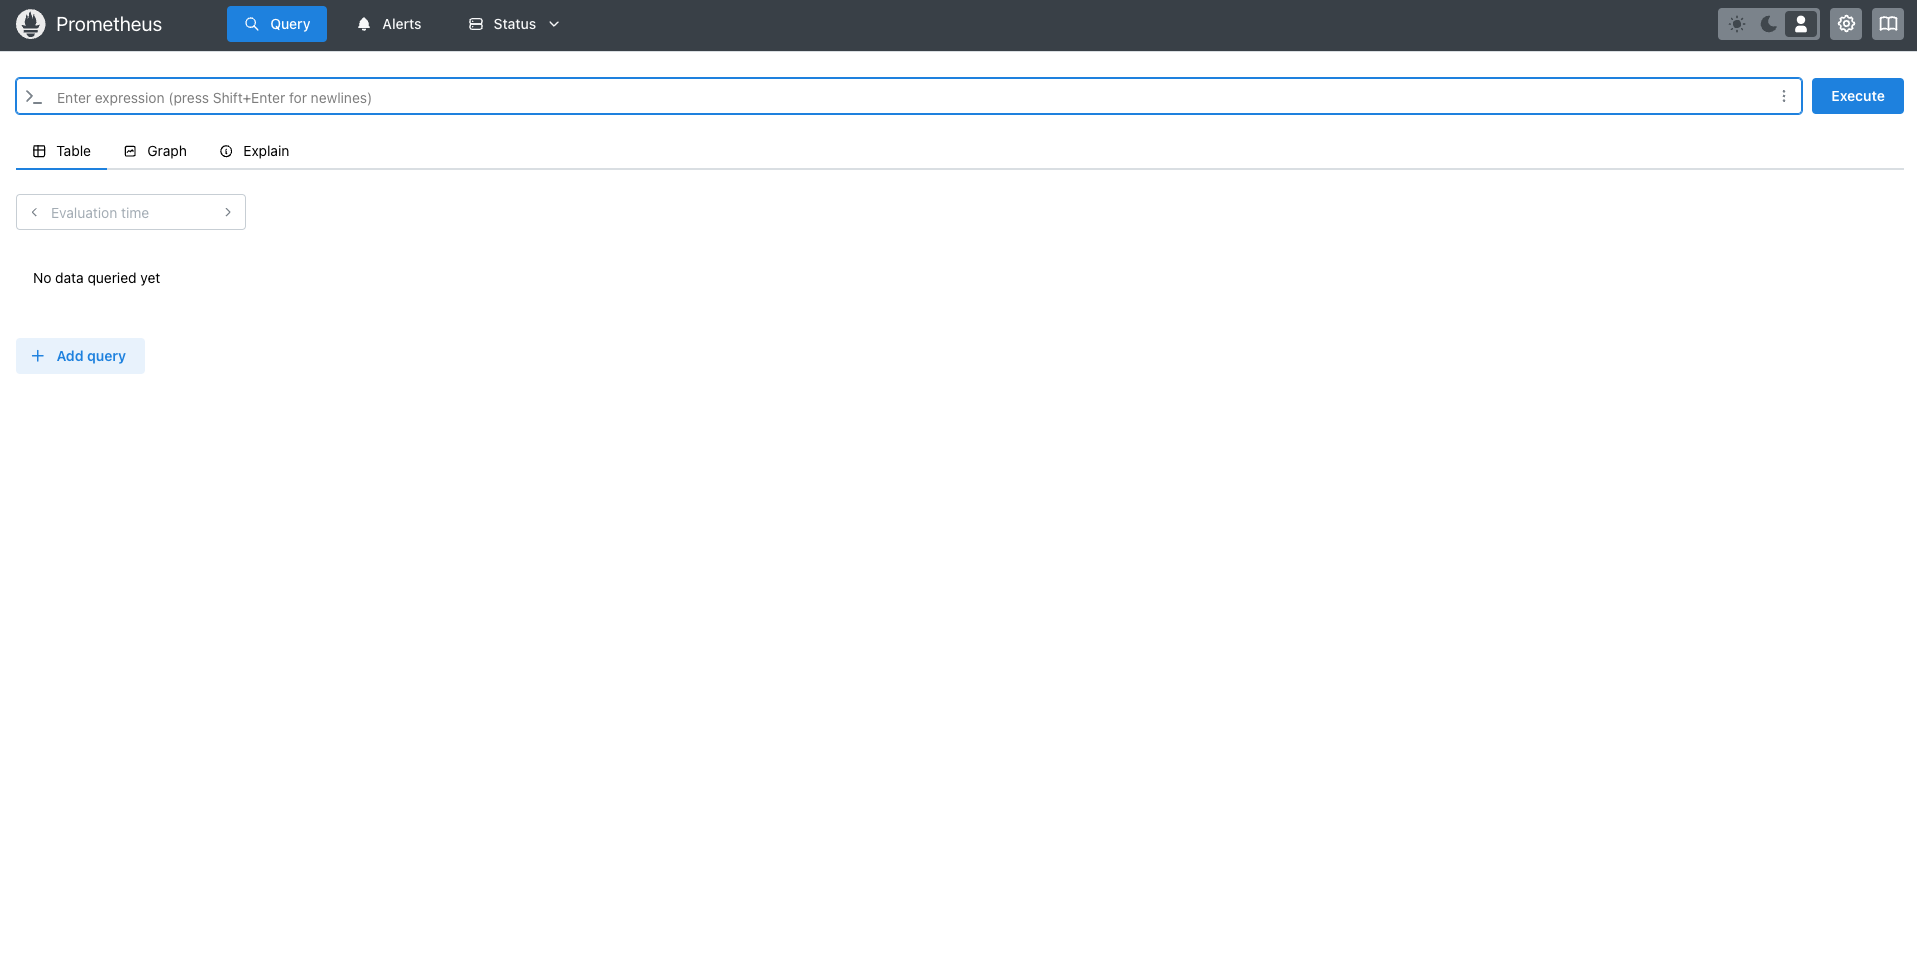 Prometheus
Query
Alerts
Status
Enter expression (press Shift+Enter for newlines)
Execute
Table
Graph
Explain
Evaluation time
No data queried yet
Add query